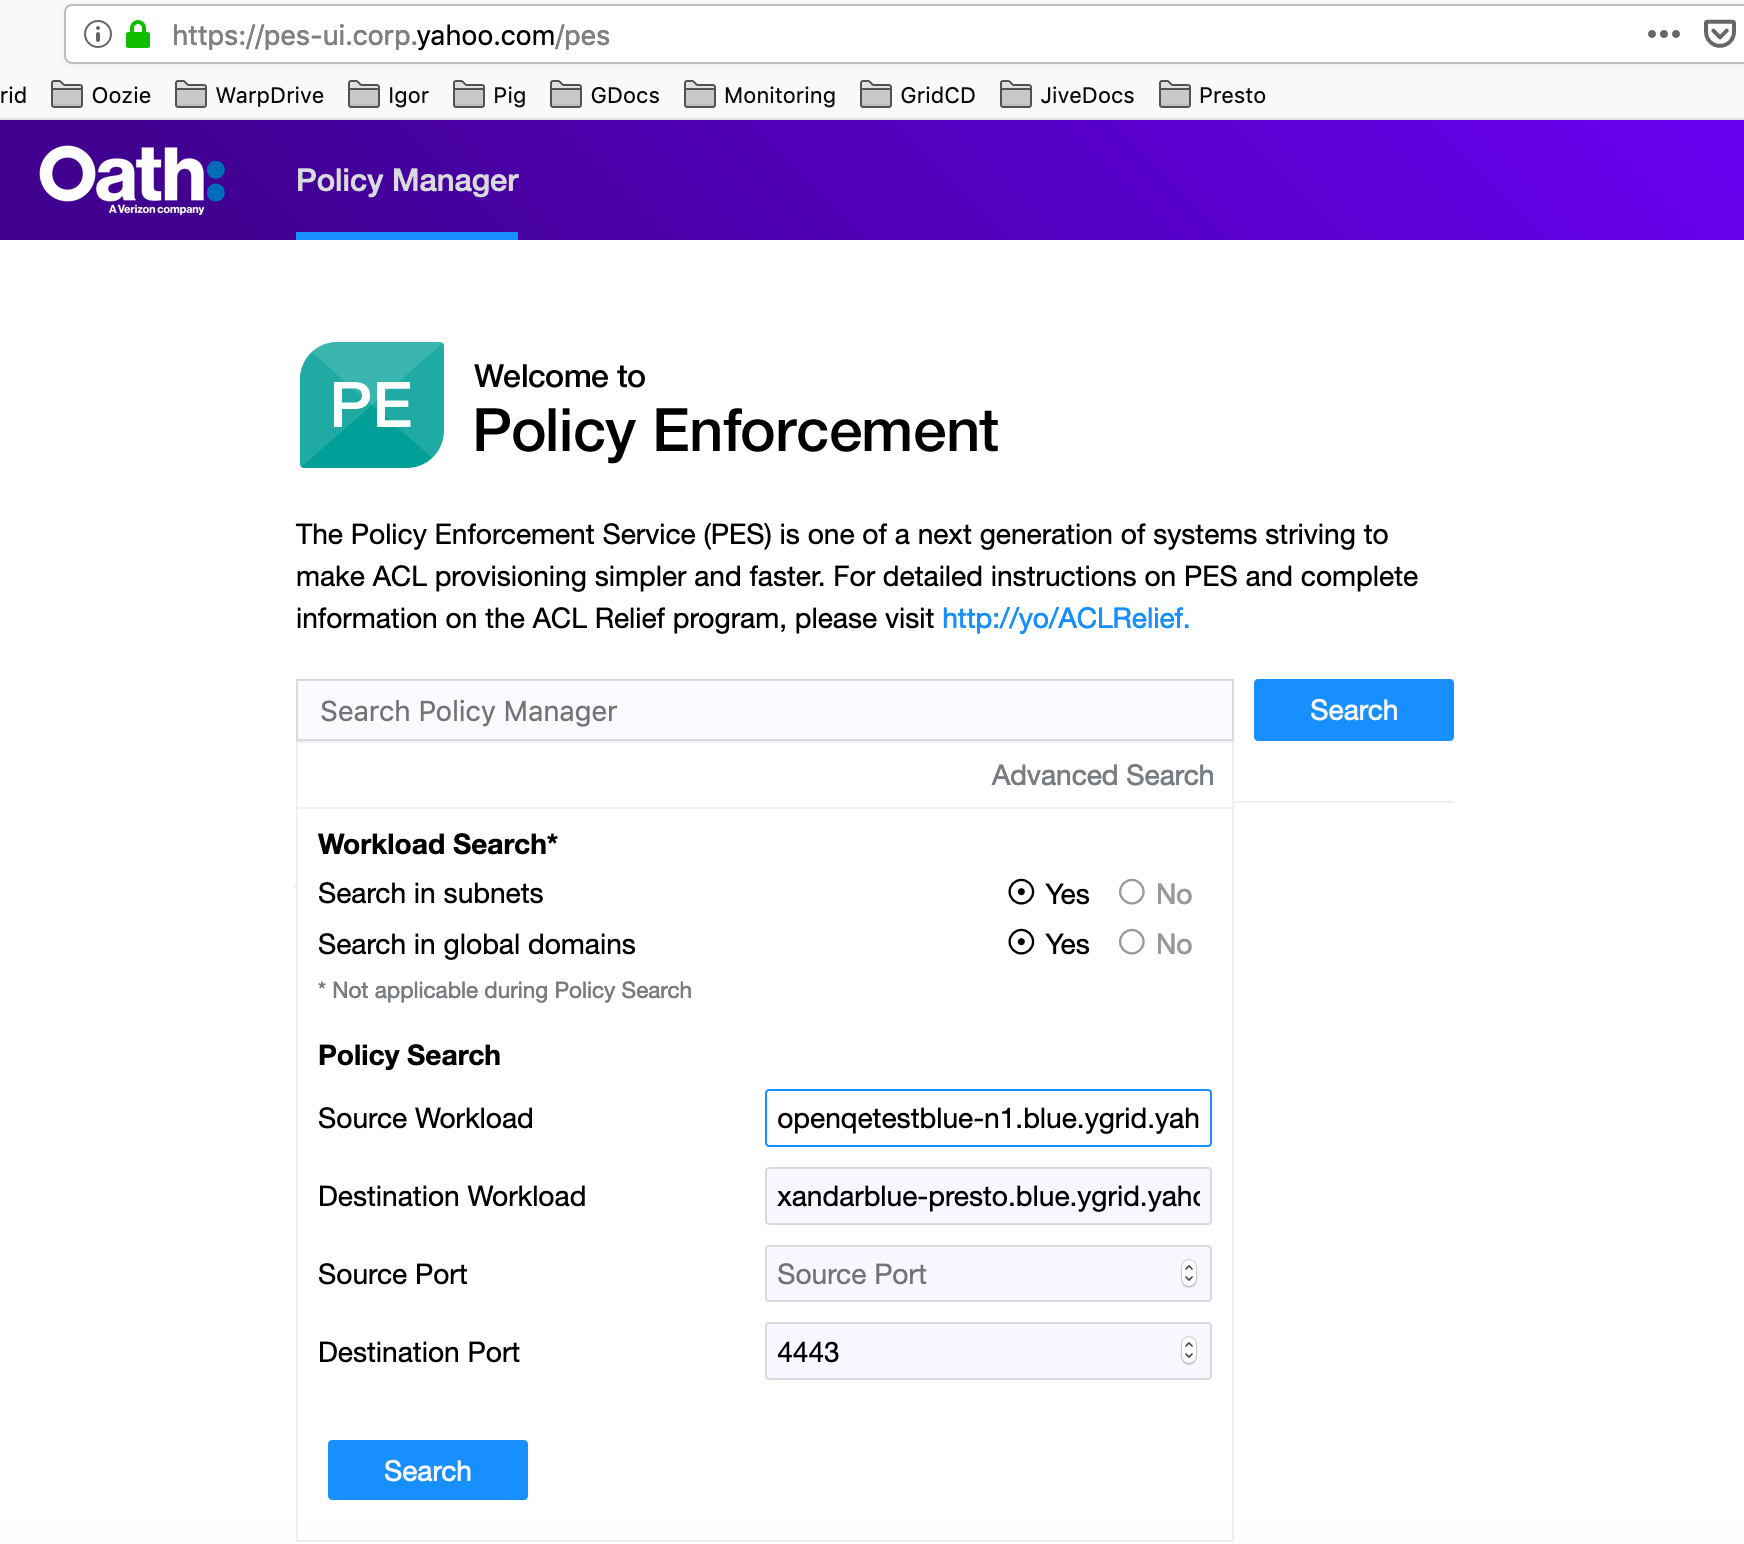 https://pes-ui.corp.yahoo.com/pes
rid Oozie WarpDrive Igor Pig GDocs Monitoring GridCD JiveDocs Presto
Oath: Policy Manager
A Verizon company
PE
Welcome to
Policy Enforcement
The Policy Enforcement Service (PES) is one of a next generation of systems striving to
make ACL provisioning simpler and faster. For detailed instructions on PES and complete
information on the ACL Relief program, please visit http://yo/ACLRelief.
Search Policy Manager Search
Advanced Search
Workload Search*
Search in subnets Yes No
Search in global domains Yes No
* Not applicable during Policy Search
Policy Search
Source Workload openqetestblue-n1.blue.ygrid.yah
Destination Workload xandarblue-presto.blue.ygrid.yaho
Source Port Source Port
Destination Port 4443
Search